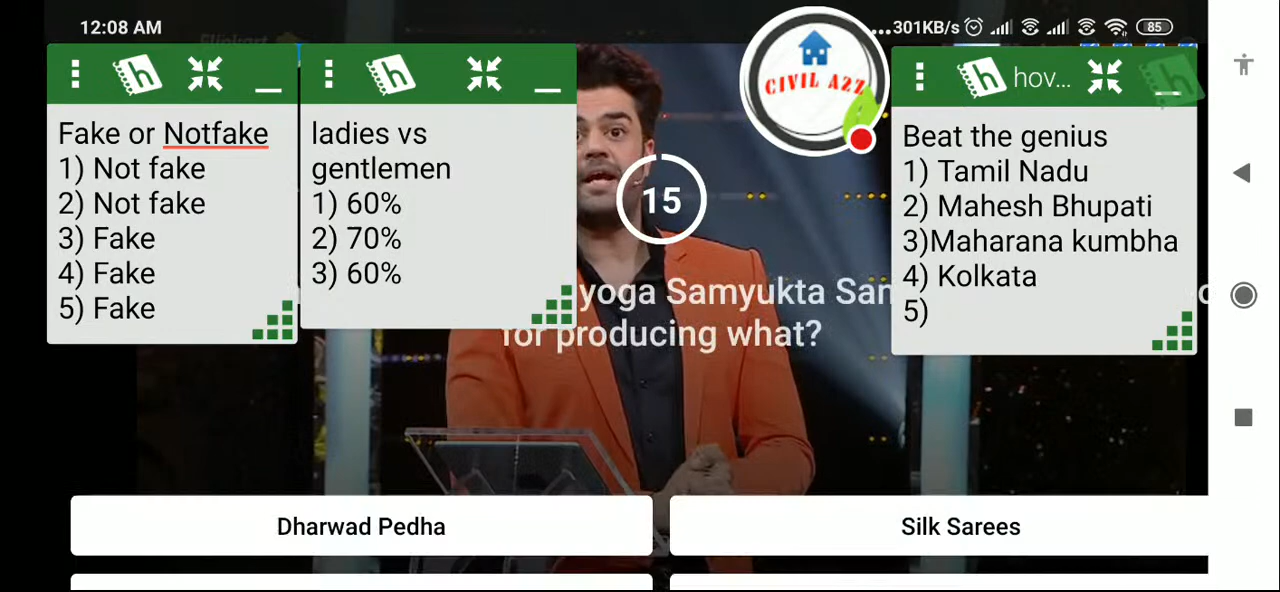 12:08 AM
...301KB/s
85
Flipkart
h
Fake or Notfake
1) Not fake
2) Not fake
3) Fake
4) Fake
5) Fake
h
ladies vs
gentlemen
1) 60%
2) 70%
3) 60%
CIVIL A2Z
15
h hov...
Beat the genius
1) Tamil Nadu
2) Mahesh Bhupati
3)Maharana kumbha
4) Kolkata
5)
yoga Samyukta San
for producing what?
Dharwad Pedha
Silk Sarees